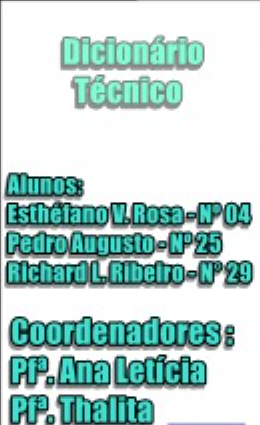 Dicionário
Técnico
Alunos:
Esthéfano V. Rosa - Nº 04
Pedro Augusto - Nº 25
Richard L. Ribeiro - Nº 29
Coordenadores :
Pfª. Ana Letícia
Pfª. Thalita